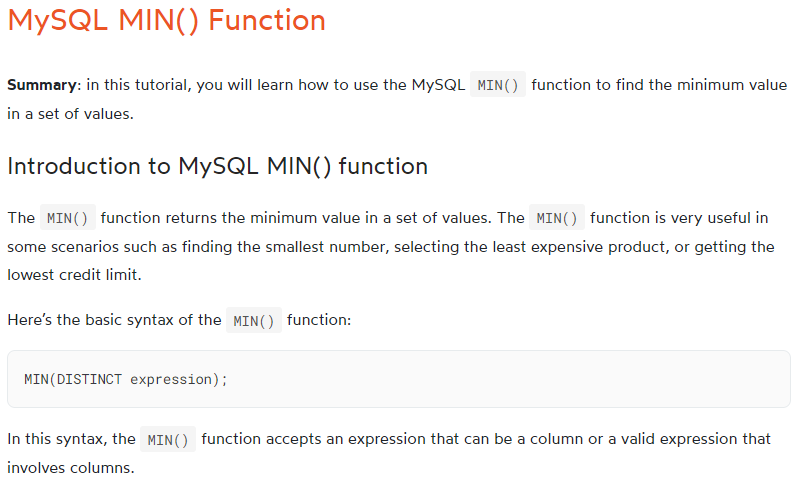 MySQL MIN() Function
Summary: in this tutorial, you will learn how to use the MySQL MIN() function to find the minimum value
in a set of values.
Introduction to MySQL MIN() function
The MIN() function returns the minimum value in a set of values. The MIN() function is very useful in
some scenarios such as finding the smallest number, selecting the least expensive product, or getting the
lowest credit limit.
Here’s the basic syntax of the MIN() function:
MIN(DISTINCT expression);
In this syntax, the MIN() function accepts an expression that can be a column or a valid expression that
involves columns.